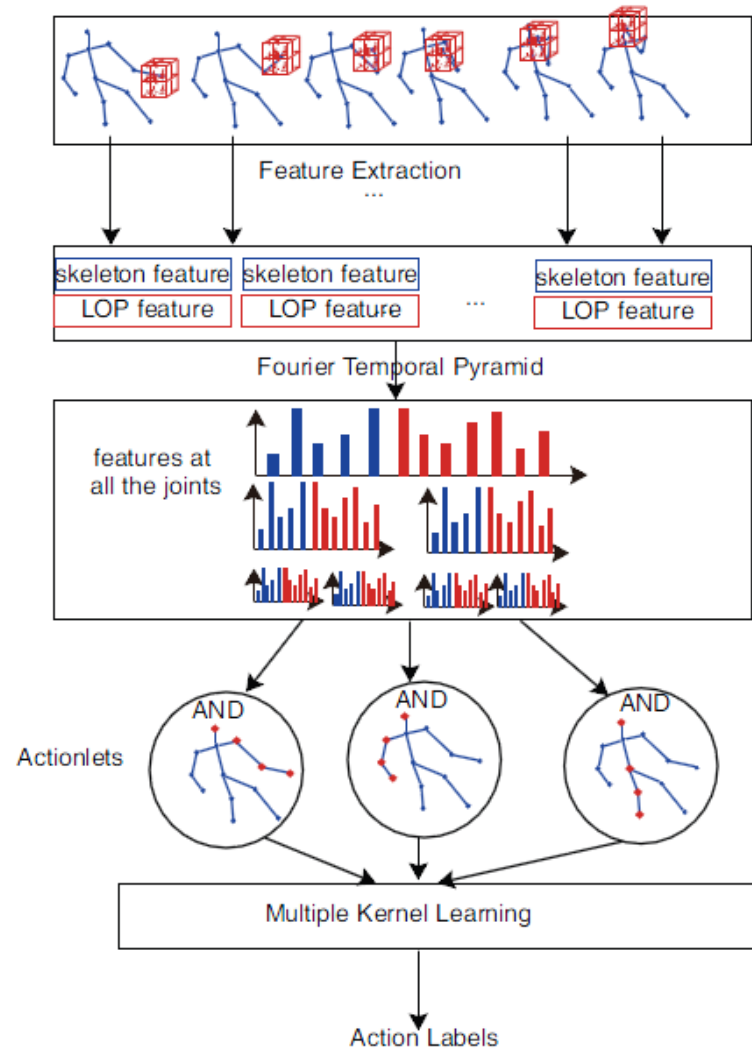 Feature Extraction
...
skeleton feature skeleton feature skeleton feature
LOP feature LOP feature ... LOP feature
Fourier Temporal Pyramid
features at
all the joints
AND AND AND
Actionlets
Multiple Kernel Learning
Action Labels